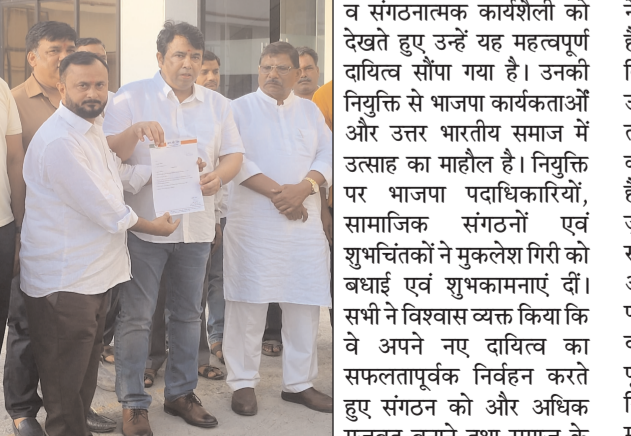 व संगठनात्मक कार्यशैली को
देखते हुए उन्हें यह महत्वपूर्ण
दायित्व सौंपा गया है। उनकी
नियुक्ति से भाजपा कार्यकर्ताओं
और उत्तर भारतीय समाज में
उत्साह का माहौल है। नियुक्ति
पर भाजपा पदाधिकारियों,
सामाजिक संगठनों एवं
शुभचिंतकों ने मुकलेश गिरी को
बधाई एवं शुभकामनाएं दीं।
सभी ने विश्वास व्यक्त किया कि
वे अपने नए दायित्व का
सफलतापूर्वक निर्वहन करते
हुए संगठन को और अधिक